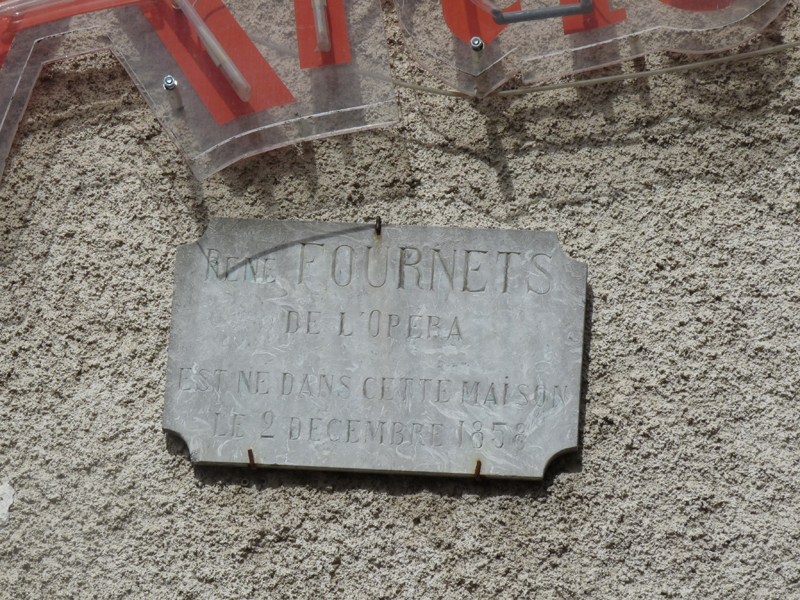 RENE FOURNETS
DE L'OPERA
EST NE DANS CETTE MAISON
LE 2 DECEMBRE 1858